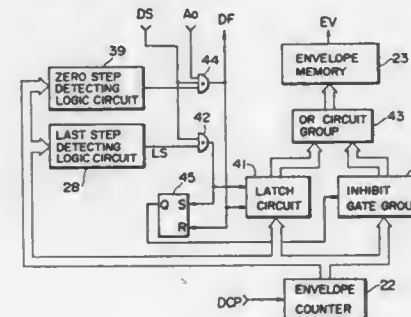 DS
Ao
DF
EV
39
44
ZERO STEP
DETECTING
LOGIC CIRCUIT
ENVELOPE
MEMORY
23
42
OR CIRCUIT
GROUP
43
LAST STEP
DETECTING
LOGIC CIRCUIT
LS
28
45
41
Q S
R
LATCH
CIRCUIT
INHIBIT
GATE GROUP
DCP
ENVELOPE
COUNTER
22